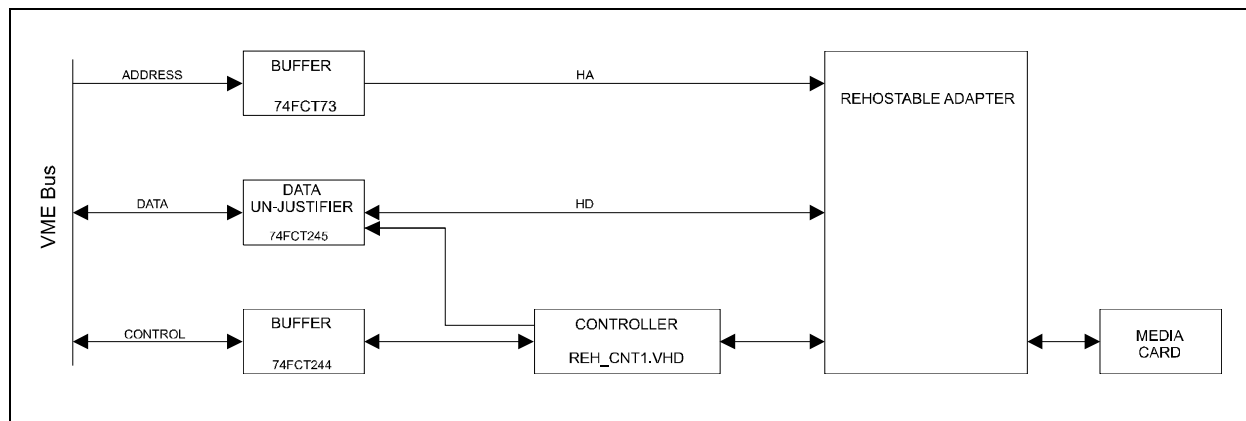 VME Bus
ADDRESS
BUFFER
74FCT73
HA
REHOSTABLE ADAPTER
DATA
DATA
UN-JUSTIFIER
74FCT245
HD
CONTROL
BUFFER
74FCT244
CONTROLLER
REH_CNT1.VHD
MEDIA
CARD